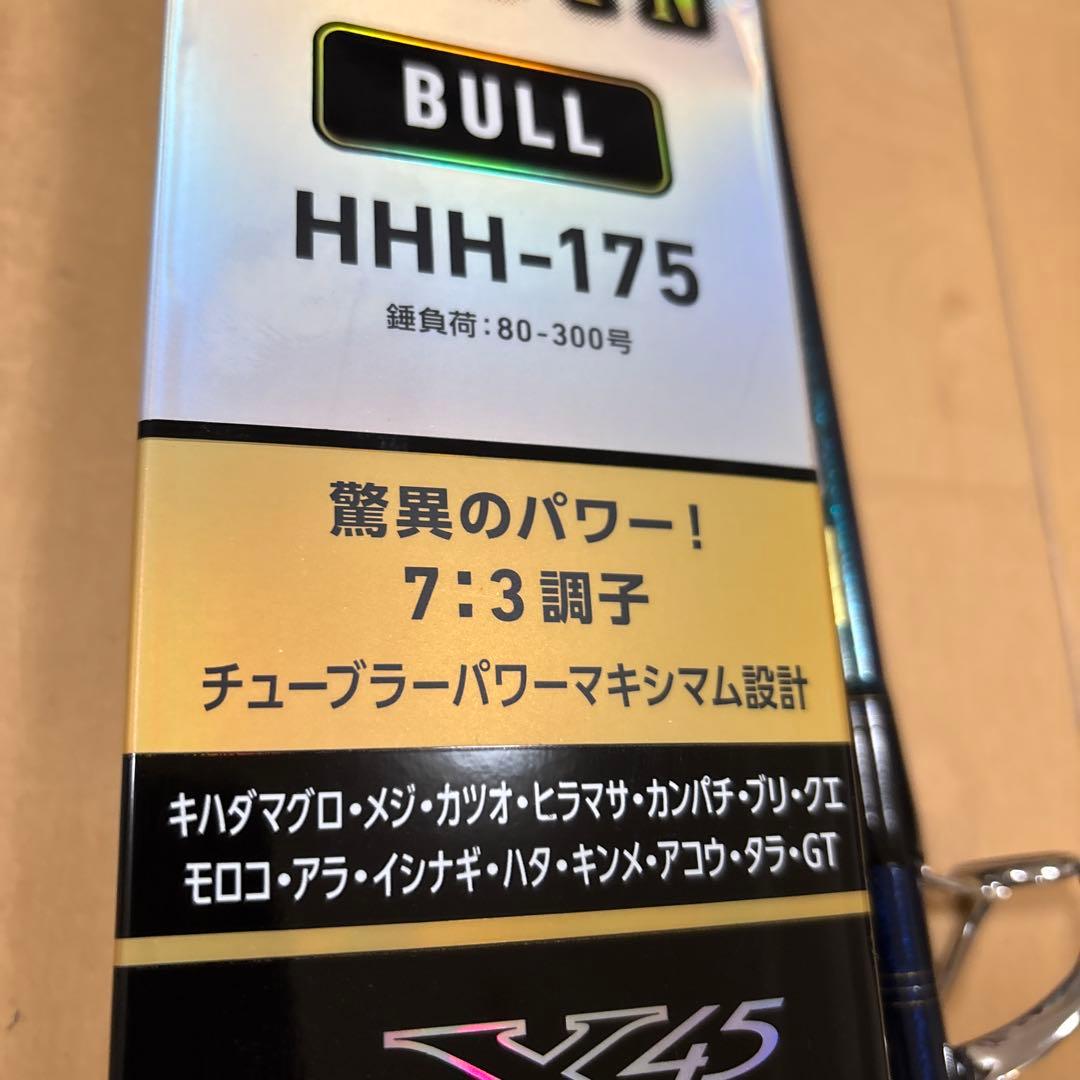 BULL
HHH-175
錘負荷:80-300号
驚異のパワー!
7:3調子
チューブラーパワーマキシマム設計
キハダマグロ・メジ・カツオ・ヒラマサ・カンパチ・ブリ・クエ
モロコ・アラ・イシナギ・ハタ・キンメ・アコウ・タラ・GT
X45